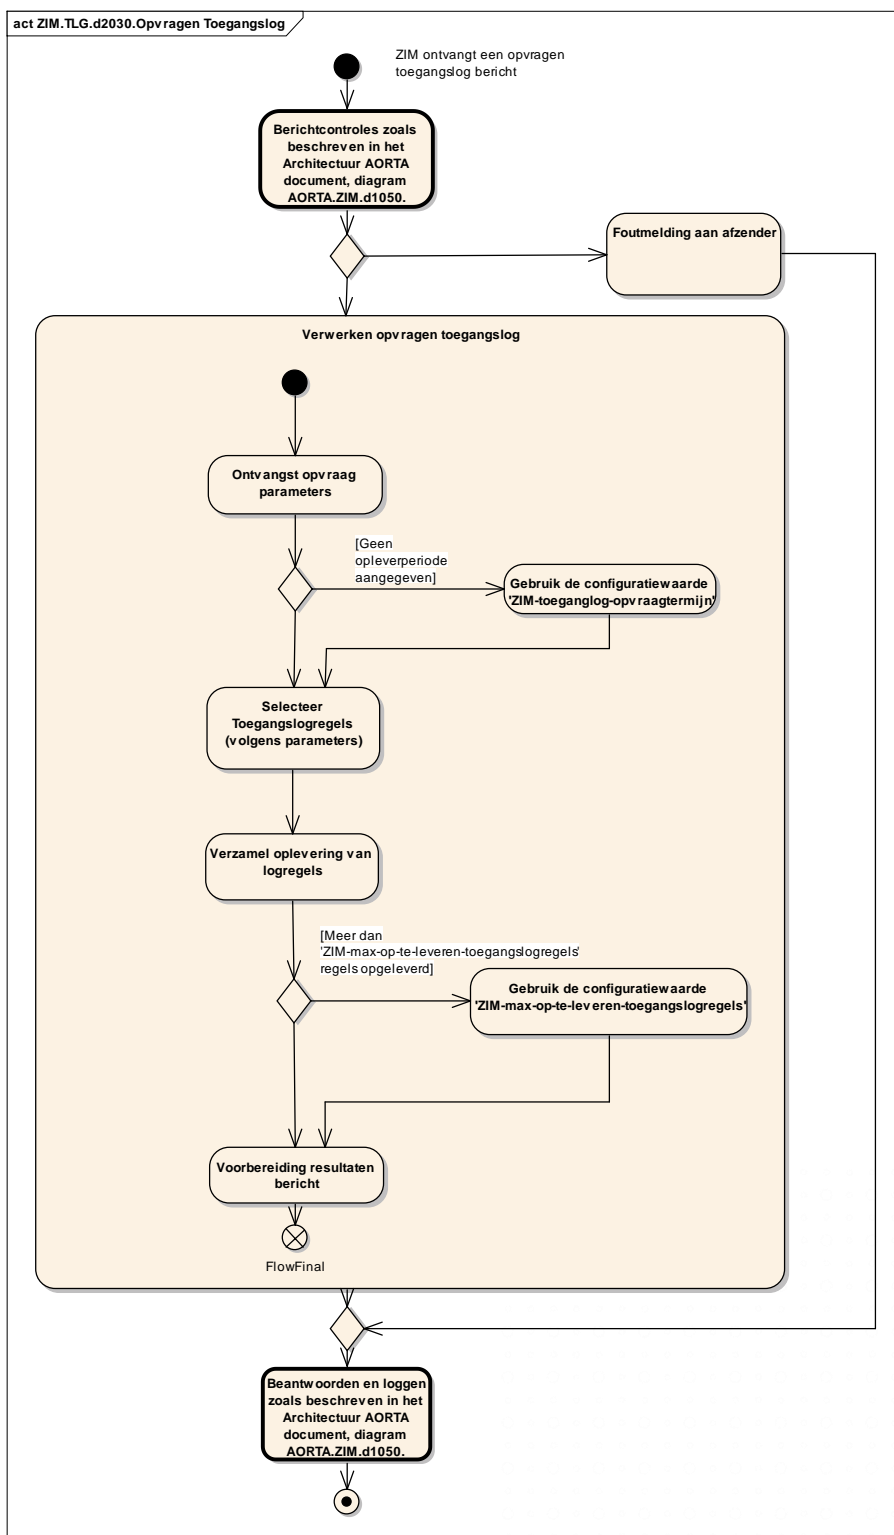 act ZIM.TLG.d2030.Opvragen Toegangslog
ZIM ontvangt een opvragen
toegangslog bericht
Berichtcontroles zoals
beschreven in het
Architectuur AORTA
document, diagram
AORTA.ZIM.d1050.
Foutmelding aan afzender
Verwerken opvragen toegangslog
Ontvangst opvraag
parameters
[Geen
opleverperiode
aangegeven]
Gebruik de configuratiewaarde
'ZIM-toeganglog-opvraagtermijn'
Selecteer
Toegangslogregels
(volgens parameters)
Verzamel oplevering van
logregels
[Meer dan
'ZIM-max-op-te-leveren-toegangslogregels'
regels opgeleverd]
Gebruik de configuratiewaarde
'ZIM-max-op-te-leveren-toegangslogregels'
Voorbereiding resultaten
bericht
FlowFinal
Beantwoorden en loggen
zoals beschreven in het
Architectuur AORTA
document, diagram
AORTA.ZIM.d1050.